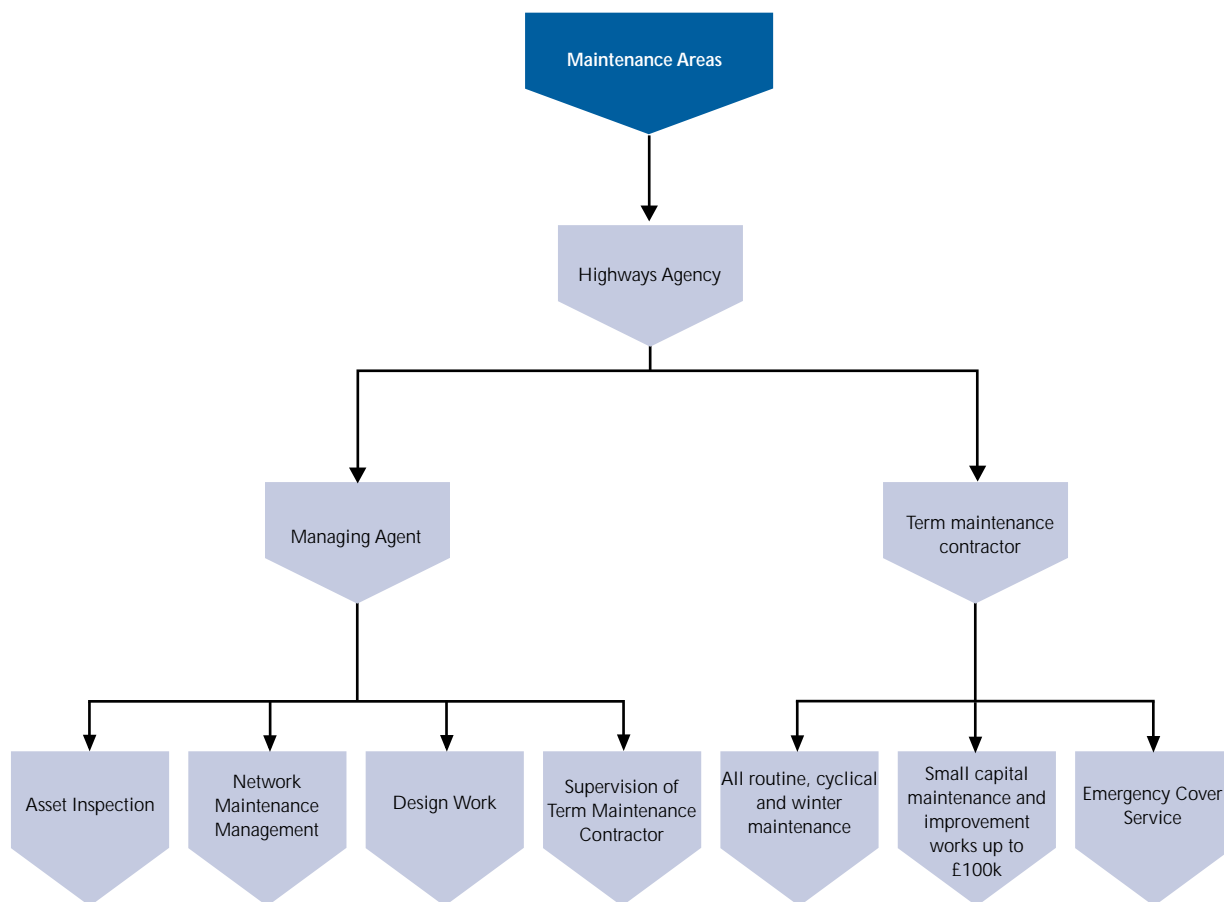 Maintenance Areas
Highways Agency
Managing Agent
Term maintenance
contractor
Asset Inspection
Network
Maintenance
Management
Design Work
Supervision of
Term Maintenance
Contractor
All routine, cyclical
and winter
maintenance
Small capital
maintenance and
improvement
works up to
£100k
Emergency Cover
Service